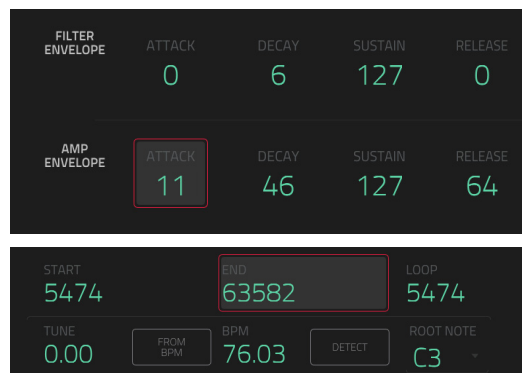 FILTER ENVELOPE
ATTACK DECAY SUSTAIN RELEASE
0 6 127 0
AMP ENVELOPE
ATTACK DECAY SUSTAIN RELEASE
11 46 127 64
START END LOOP
5474 63582 5474
TUNE BPM ROOT NOTE
0.00 FROM BPM 76.03 DETECT C3